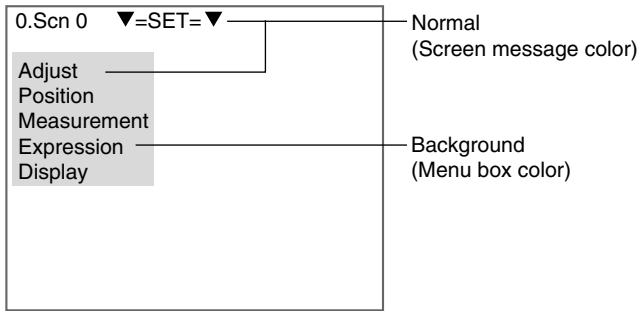 0.Scn 0 ▼=SET=▼
Adjust
Position
Measurement
Expression
Display
Normal
(Screen message color)
Background
(Menu box color)